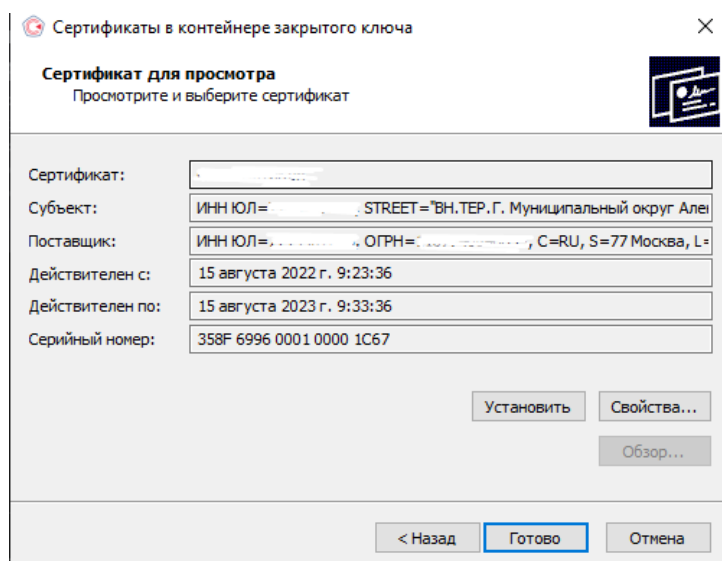 Сертификаты в контейнере закрытого ключа
Сертификат для просмотра
Просмотрите и выберите сертификат
Сертификат:
Субъект: ИНН ЮЛ= STREET="ВН.ТЕР.Г. Муниципальный округ Але
Поставщик: ИНН ЮЛ= , ОГРН= , C=RU, S=77 Москва, L=
Действителен с: 15 августа 2022 г. 9:23:36
Действителен по: 15 августа 2023 г. 9:33:36
Серийный номер: 358F 6996 0001 0000 1C67
Установить Свойства...
Обзор...
< Назад Готово Отмена